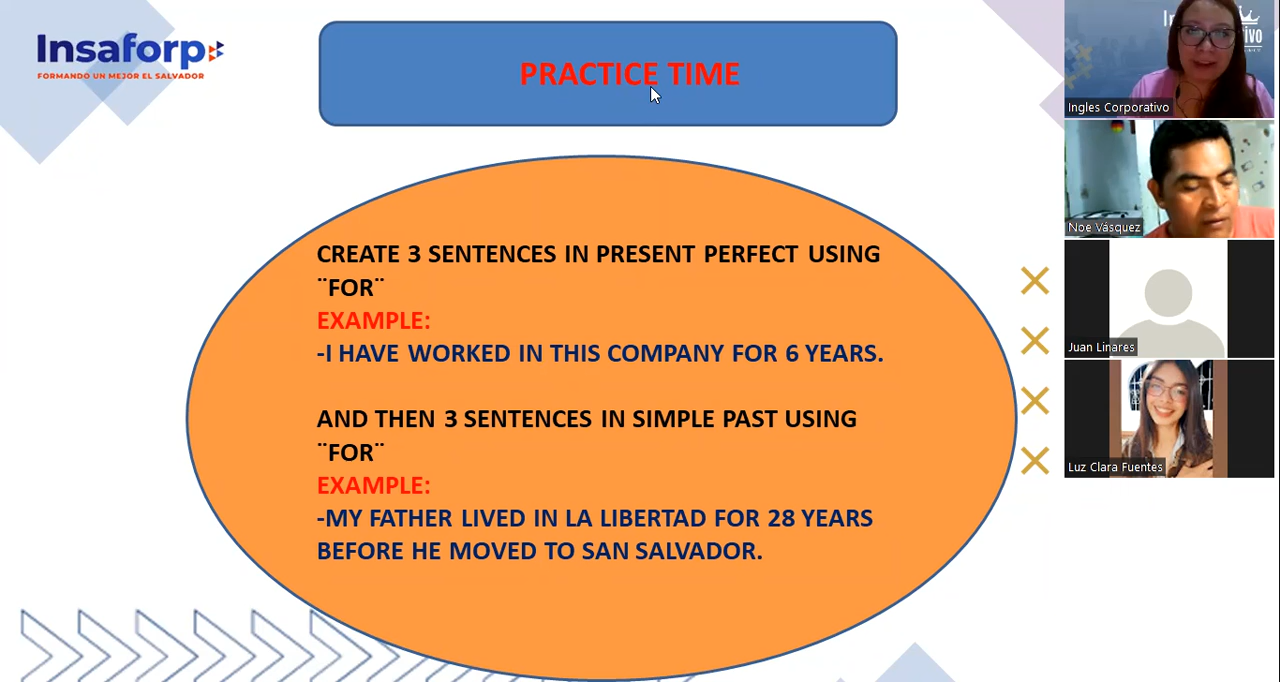 Insaforp
FORMANDO UN MEJOR EL SALVADOR
PRACTICE TIME
CREATE 3 SENTENCES IN PRESENT PERFECT USING
¨FOR¨
EXAMPLE:
-I HAVE WORKED IN THIS COMPANY FOR 6 YEARS.
AND THEN 3 SENTENCES IN SIMPLE PAST USING
¨FOR¨
EXAMPLE:
-MY FATHER LIVED IN LA LIBERTAD FOR 28 YEARS
BEFORE HE MOVED TO SAN SALVADOR.
Ingles Corporativo
Noe Vásquez
Juan Linares
Luz Clara Fuentes